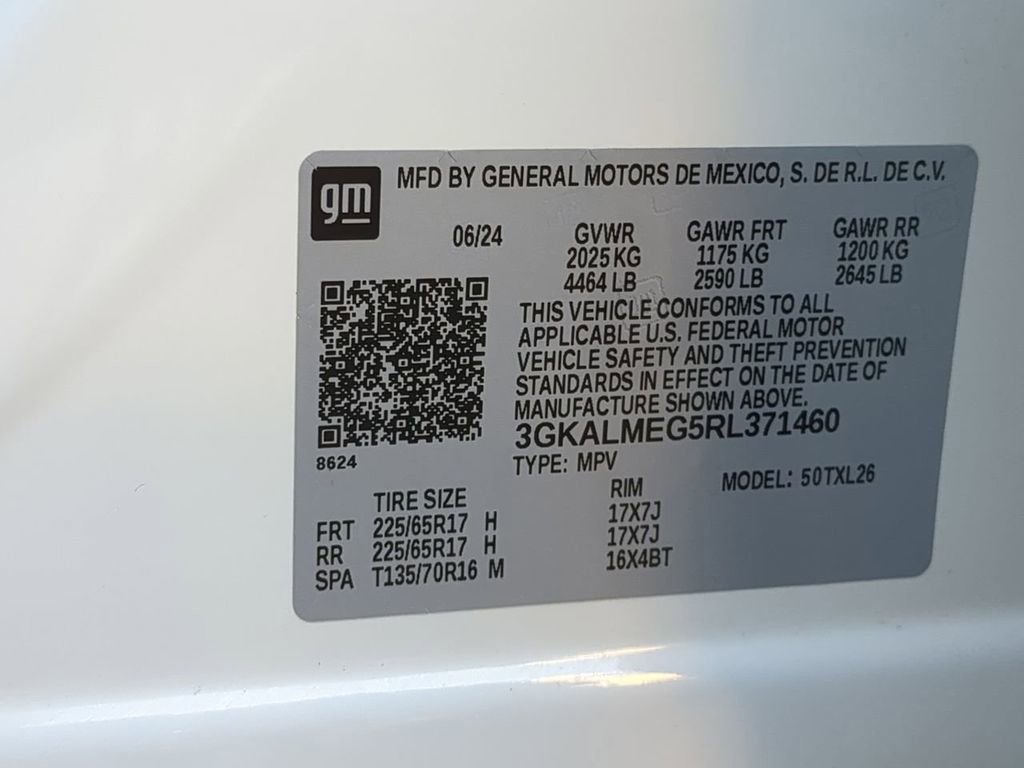 gm
MFD BY GENERAL MOTORS DE MEXICO, S. DE R.L. DE C.V.
06/24 GVWR GAWR FRT GAWR RR
2025 KG 1175 KG 1200 KG
4464 LB 2590 LB 2645 LB
THIS VEHICLE CONFORMS TO ALL
APPLICABLE U.S. FEDERAL MOTOR
VEHICLE SAFETY AND THEFT PREVENTION
STANDARDS IN EFFECT ON THE DATE OF
MANUFACTURE SHOWN ABOVE.
3GKALMEG5RL371460
8624
TYPE: MPV MODEL: 50TXL26
TIRE SIZE RIM
FRT 225/65R17 H 17X7J
RR 225/65R17 H 17X7J
SPA T135/70R16 M 16X4BT